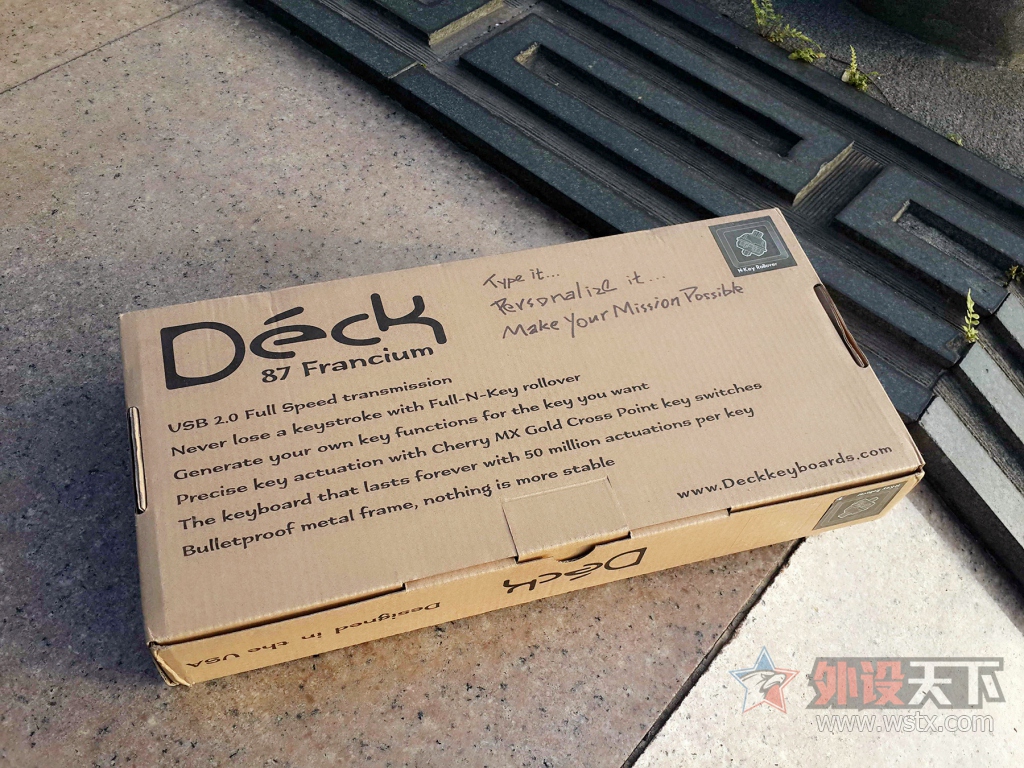 Déck
87 Francium
Type it...
Personalize it...
Make Your Mission Possible
N-Key Rollover
USB 2.0 Full Speed transmission
Never lose a keystroke with Full-N-Key rollover
Generate your own key functions for the key you want
Precise key actuation with Cherry MX Gold Cross Point key switches
The keyboard that lasts forever with 50 million actuations per key
Bulletproof metal frame, nothing is more stable
www.Deckkeyboards.com
Déck
Designed in the USA
外设天下
www.wstx.com